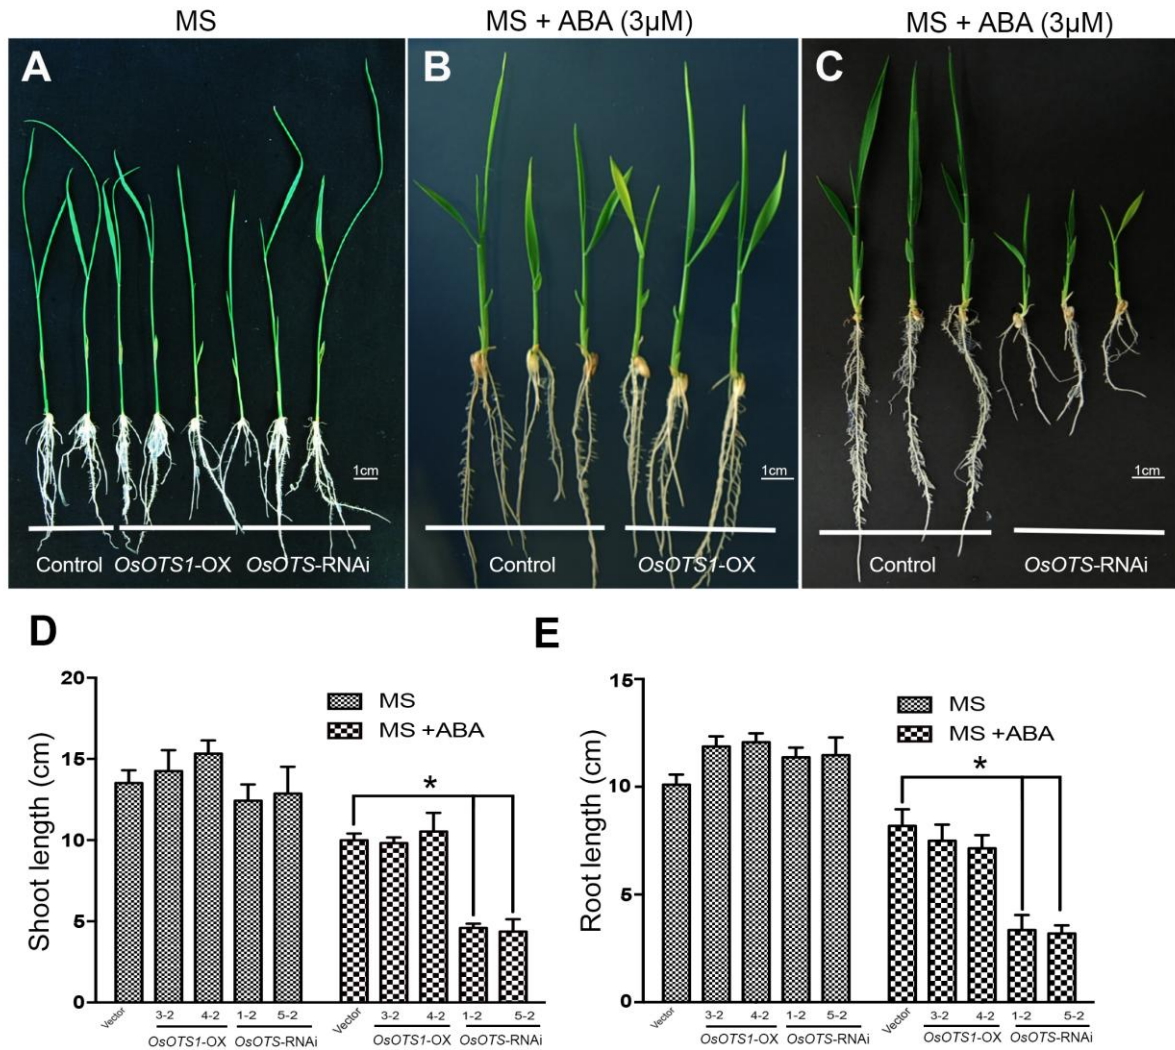 MS
MS + ABA (3µM)
MS + ABA (3µM)
A
B
C
1cm
1cm
1cm
Control
OsOTS1-OX
OsOTS-RNAi
Control
OsOTS1-OX
Control
OsOTS-RNAi
D
Shoot length (cm)
20
15
10
5
0
MS
MS +ABA
*
Vector
3-2
4-2
1-2
5-2
Vector
3-2
4-2
1-2
5-2
OsOTS1-OX
OsOTS-RNAi
OsOTS1-OX
OsOTS-RNAi
E
Root length (cm)
15
10
5
0
MS
MS +ABA
*
Vector
3-2
4-2
1-2
5-2
Vector
3-2
4-2
1-2
5-2
OsOTS1-OX
OsOTS-RNAi
OsOTS1-OX
OsOTS-RNAi